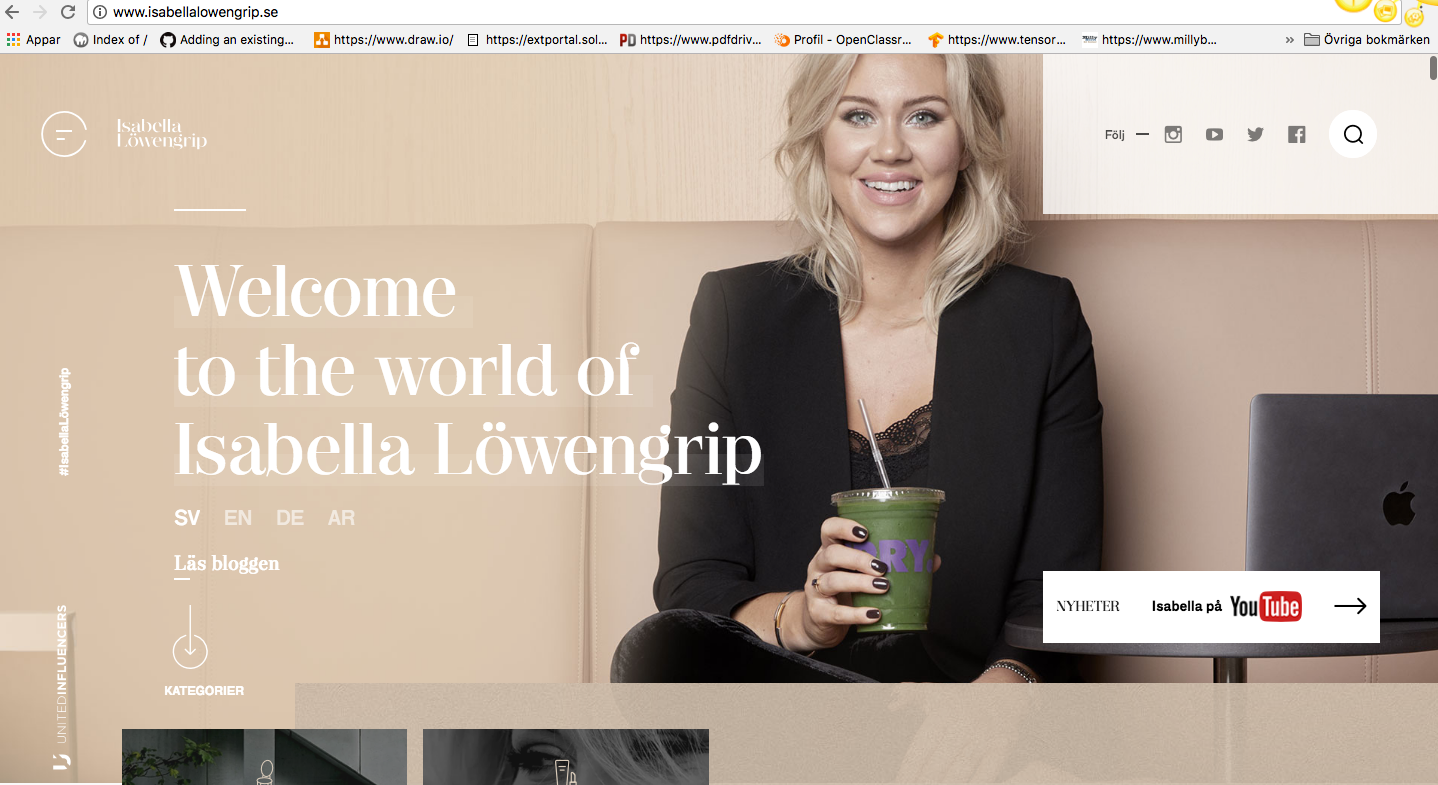 www.isabellalowengrip.se
Appar
Index of /
Adding an existing...
https://www.draw.io/
https://extportal.sol...
PD
https://www.pdfdriv...
Profil - OpenClassr...
https://www.tensor...
https://www.millyb...
»
Övriga bokmärken
Isabella
Löwengrip
Följ
Welcome
to the world of
Isabella Löwengrip
SV EN DE AR
Läs bloggen
#IsabellaLöwengrip
RY.
NYHETER
Isabella på YouTube
UNITEDINFLUENCERS
KATEGORIER